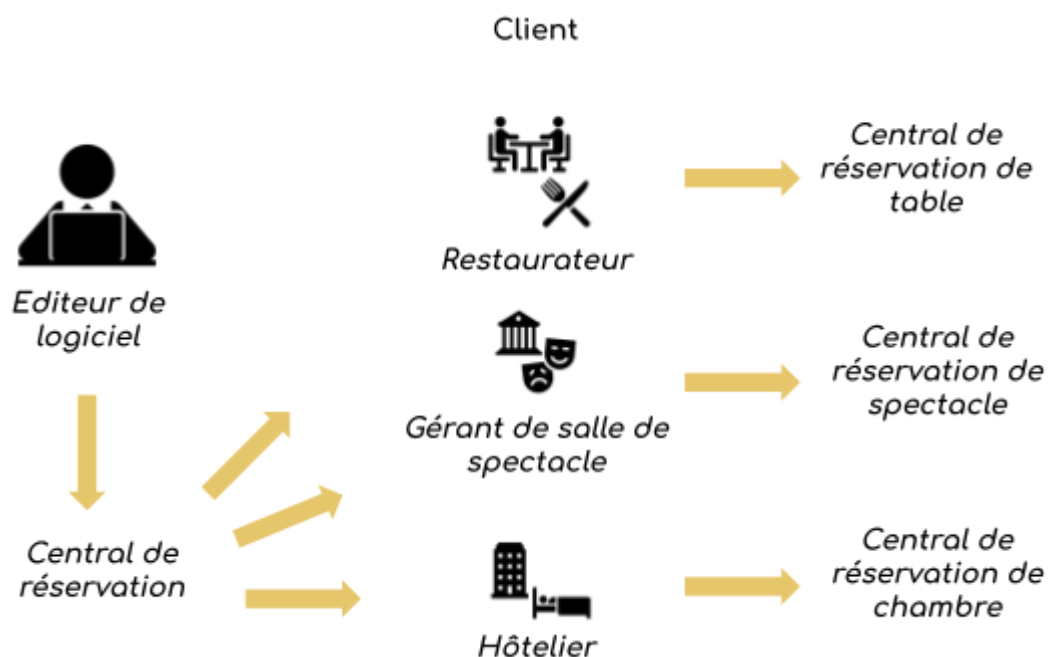 Client
Editeur de
logiciel
Central de
réservation
Restaurateur
Gérant de salle de
spectacle
Hôtelier
Central de
réservation de
table
Central de
réservation de
spectacle
Central de
réservation de
chambre